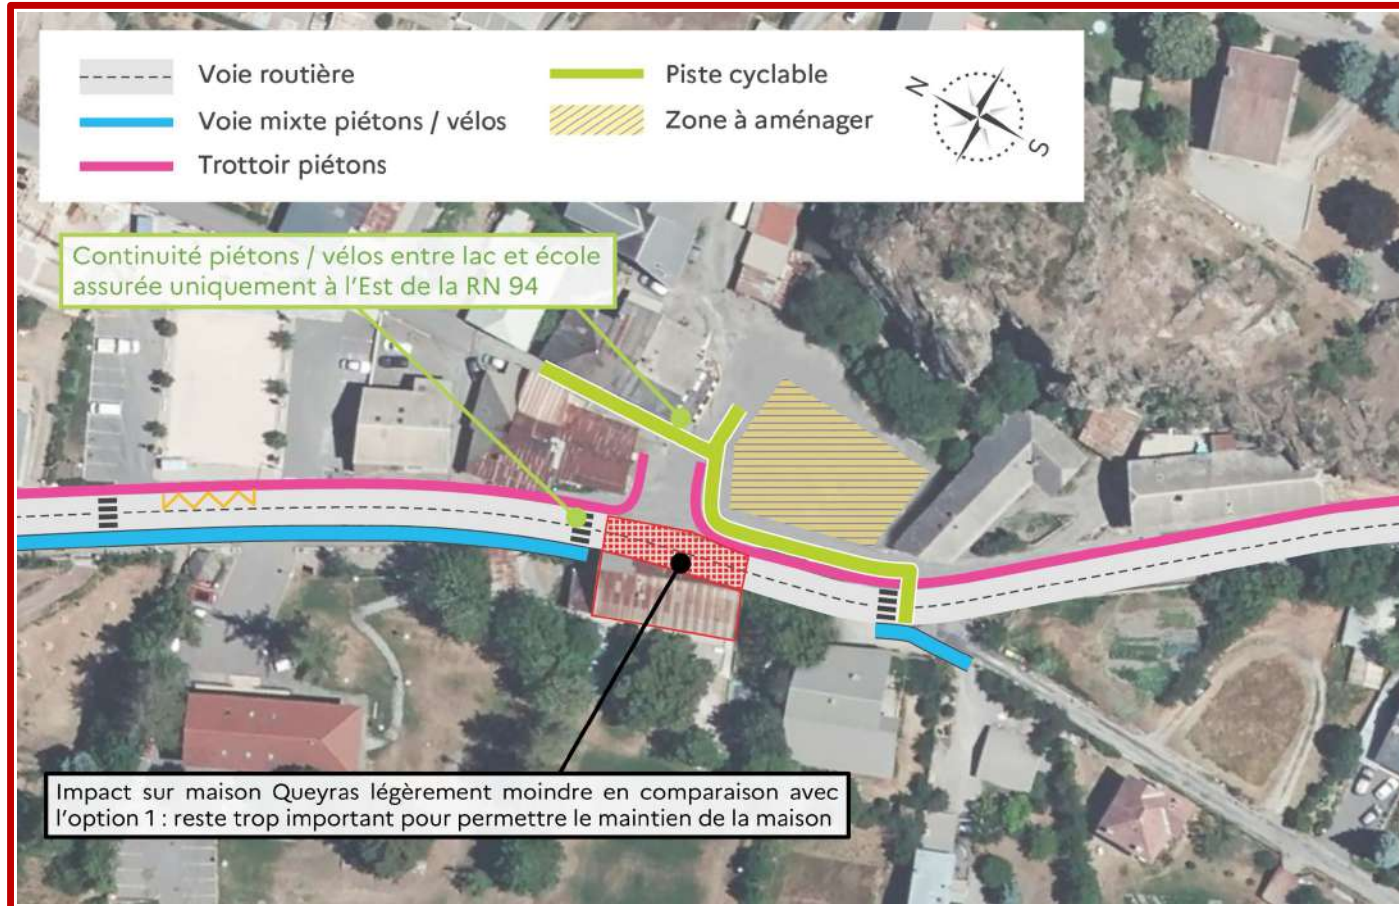 Voie routière
Voie mixte piétons / vélos
Trottoir piétons
Piste cyclable
Zone à aménager
N
S
Continuité piétons / vélos entre lac et école
assurée uniquement à l'Est de la RN 94
Impact sur maison Queyras légèrement moindre en comparaison avec
l'option 1 : reste trop important pour permettre le maintien de la maison